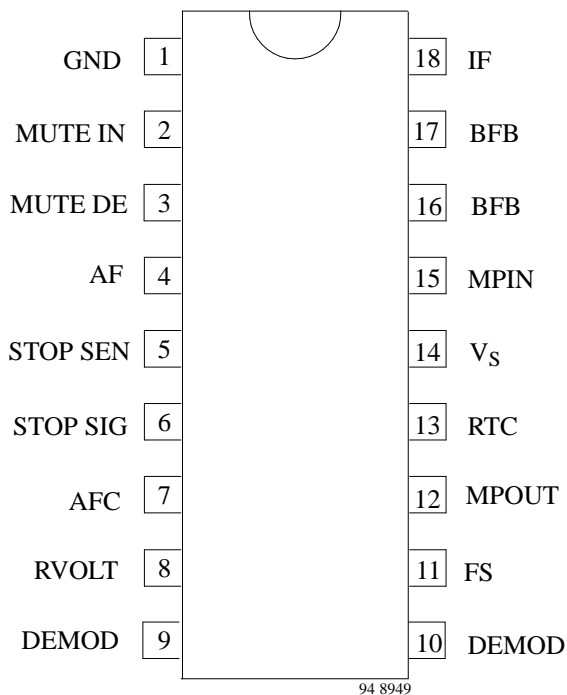 GND 1 18 IF
MUTE IN 2 17 BFB
MUTE DE 3 16 BFB
AF 4 15 MPIN
STOP SEN 5 14 VS
STOP SIG 6 13 RTC
AFC 7 12 MPOUT
RVOLT 8 11 FS
DEMOD 9 10 DEMOD
94 8949